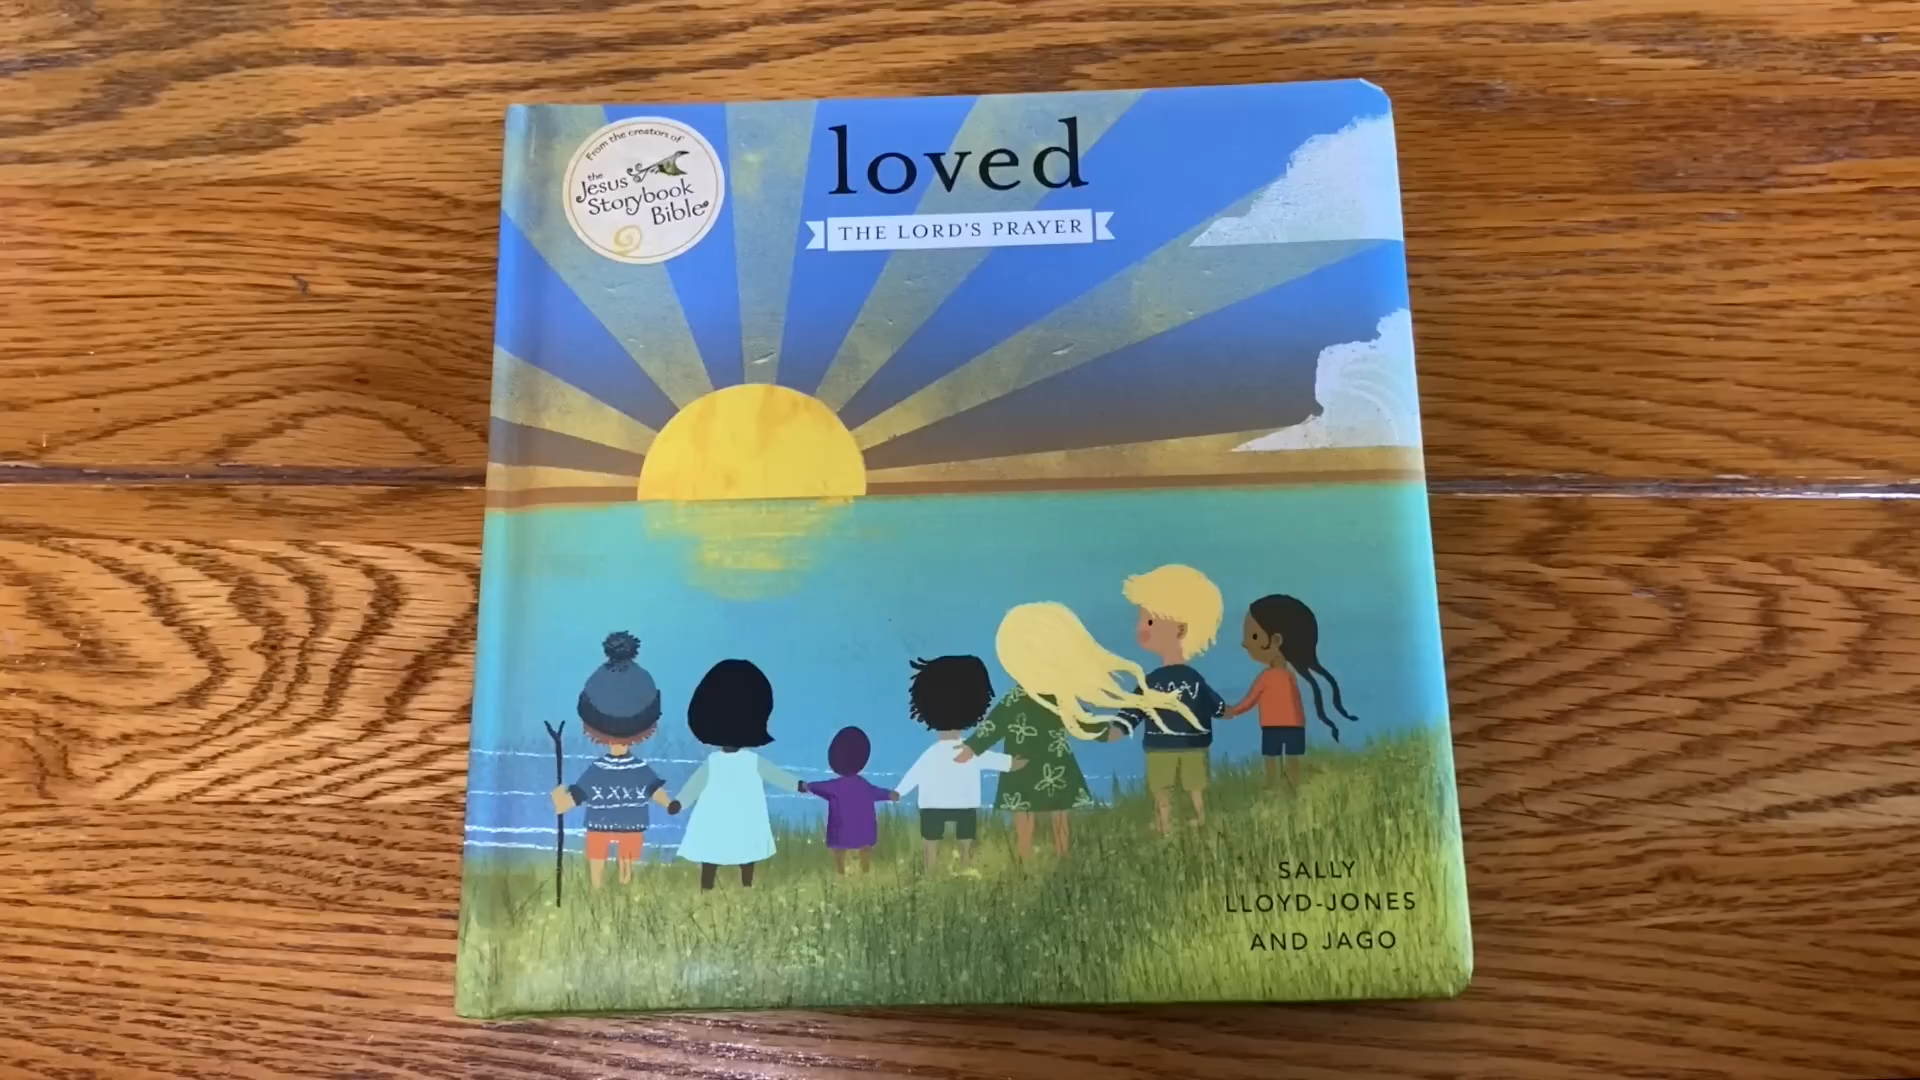 From the creators of
the
Jesus
Storybook
Bible
loved
THE LORD'S PRAYER
SALLY
LLOYD-JONES
AND JAGO